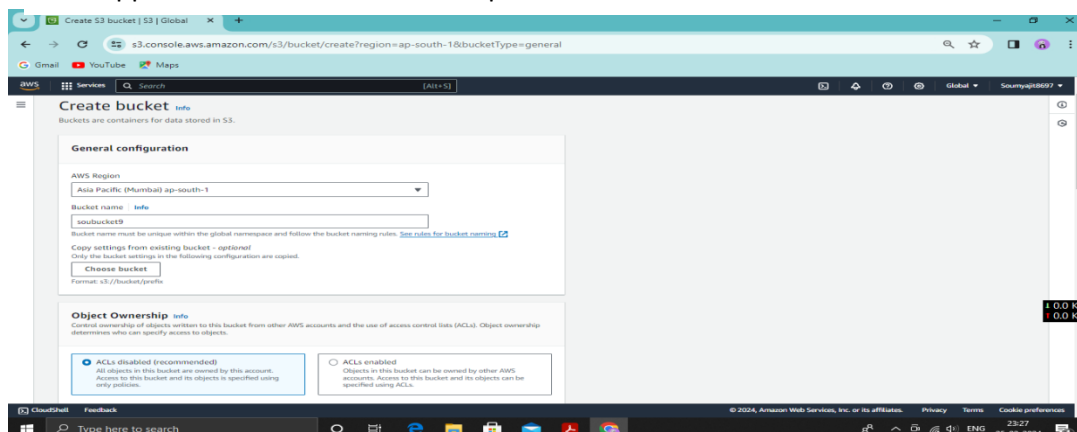 Create S3 bucket | S3 | Global
s3.console.aws.amazon.com/s3/bucket/create?region=ap-south-1&bucketType=general
Gmail YouTube Maps
aws Services Search [Alt+S] Global Soumyajit8697
Create bucket Info
Buckets are containers for data stored in S3.
General configuration
AWS Region
Asia Pacific (Mumbai) ap-south-1
Bucket name Info
soubucket9
Bucket name must be unique within the global namespace and follow the bucket naming rules. See rules for bucket naming
Copy settings from existing bucket - optional
Only the bucket settings in the following configuration are copied.
Choose bucket
Format: s3://bucket/prefix
Object Ownership Info
Control ownership of objects written to this bucket from other AWS accounts and the use of access control lists (ACLs). Object ownership
determines who can specify access to objects.
ACLs disabled (recommended)
All objects in this bucket are owned by this account.
Access to this bucket and its objects is specified using
only policies.
ACLs enabled
Objects in this bucket can be owned by other AWS
accounts. Access to this bucket and its objects can be
specified using ACLs.
0.0 K
0.0 K
CloudShell Feedback © 2024, Amazon Web Services, Inc. or its affiliates. Privacy Terms Cookie preferences
Type here to search ENG 23:27